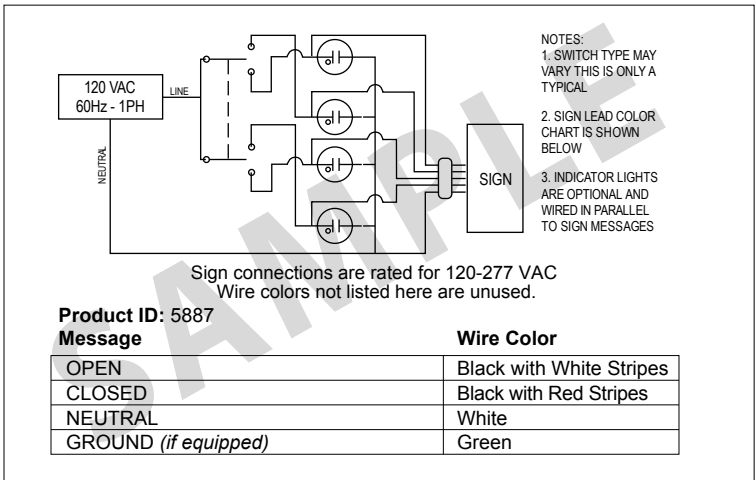 120 VAC
60Hz - 1PH
LINE
NEUTRAL
SIGN
NOTES:
1. SWITCH TYPE MAY
VARY THIS IS ONLY A
TYPICAL
2. SIGN LEAD COLOR
CHART IS SHOWN
BELOW
3. INDICATOR LIGHTS
ARE OPTIONAL AND
WIRED IN PARALLEL
TO SIGN MESSAGES
SAMPLE
Sign connections are rated for 120-277 VAC
Wire colors not listed here are unused.
Product ID: 5887
Message Wire Color
OPEN Black with White Stripes
CLOSED Black with Red Stripes
NEUTRAL White
GROUND (if equipped) Green